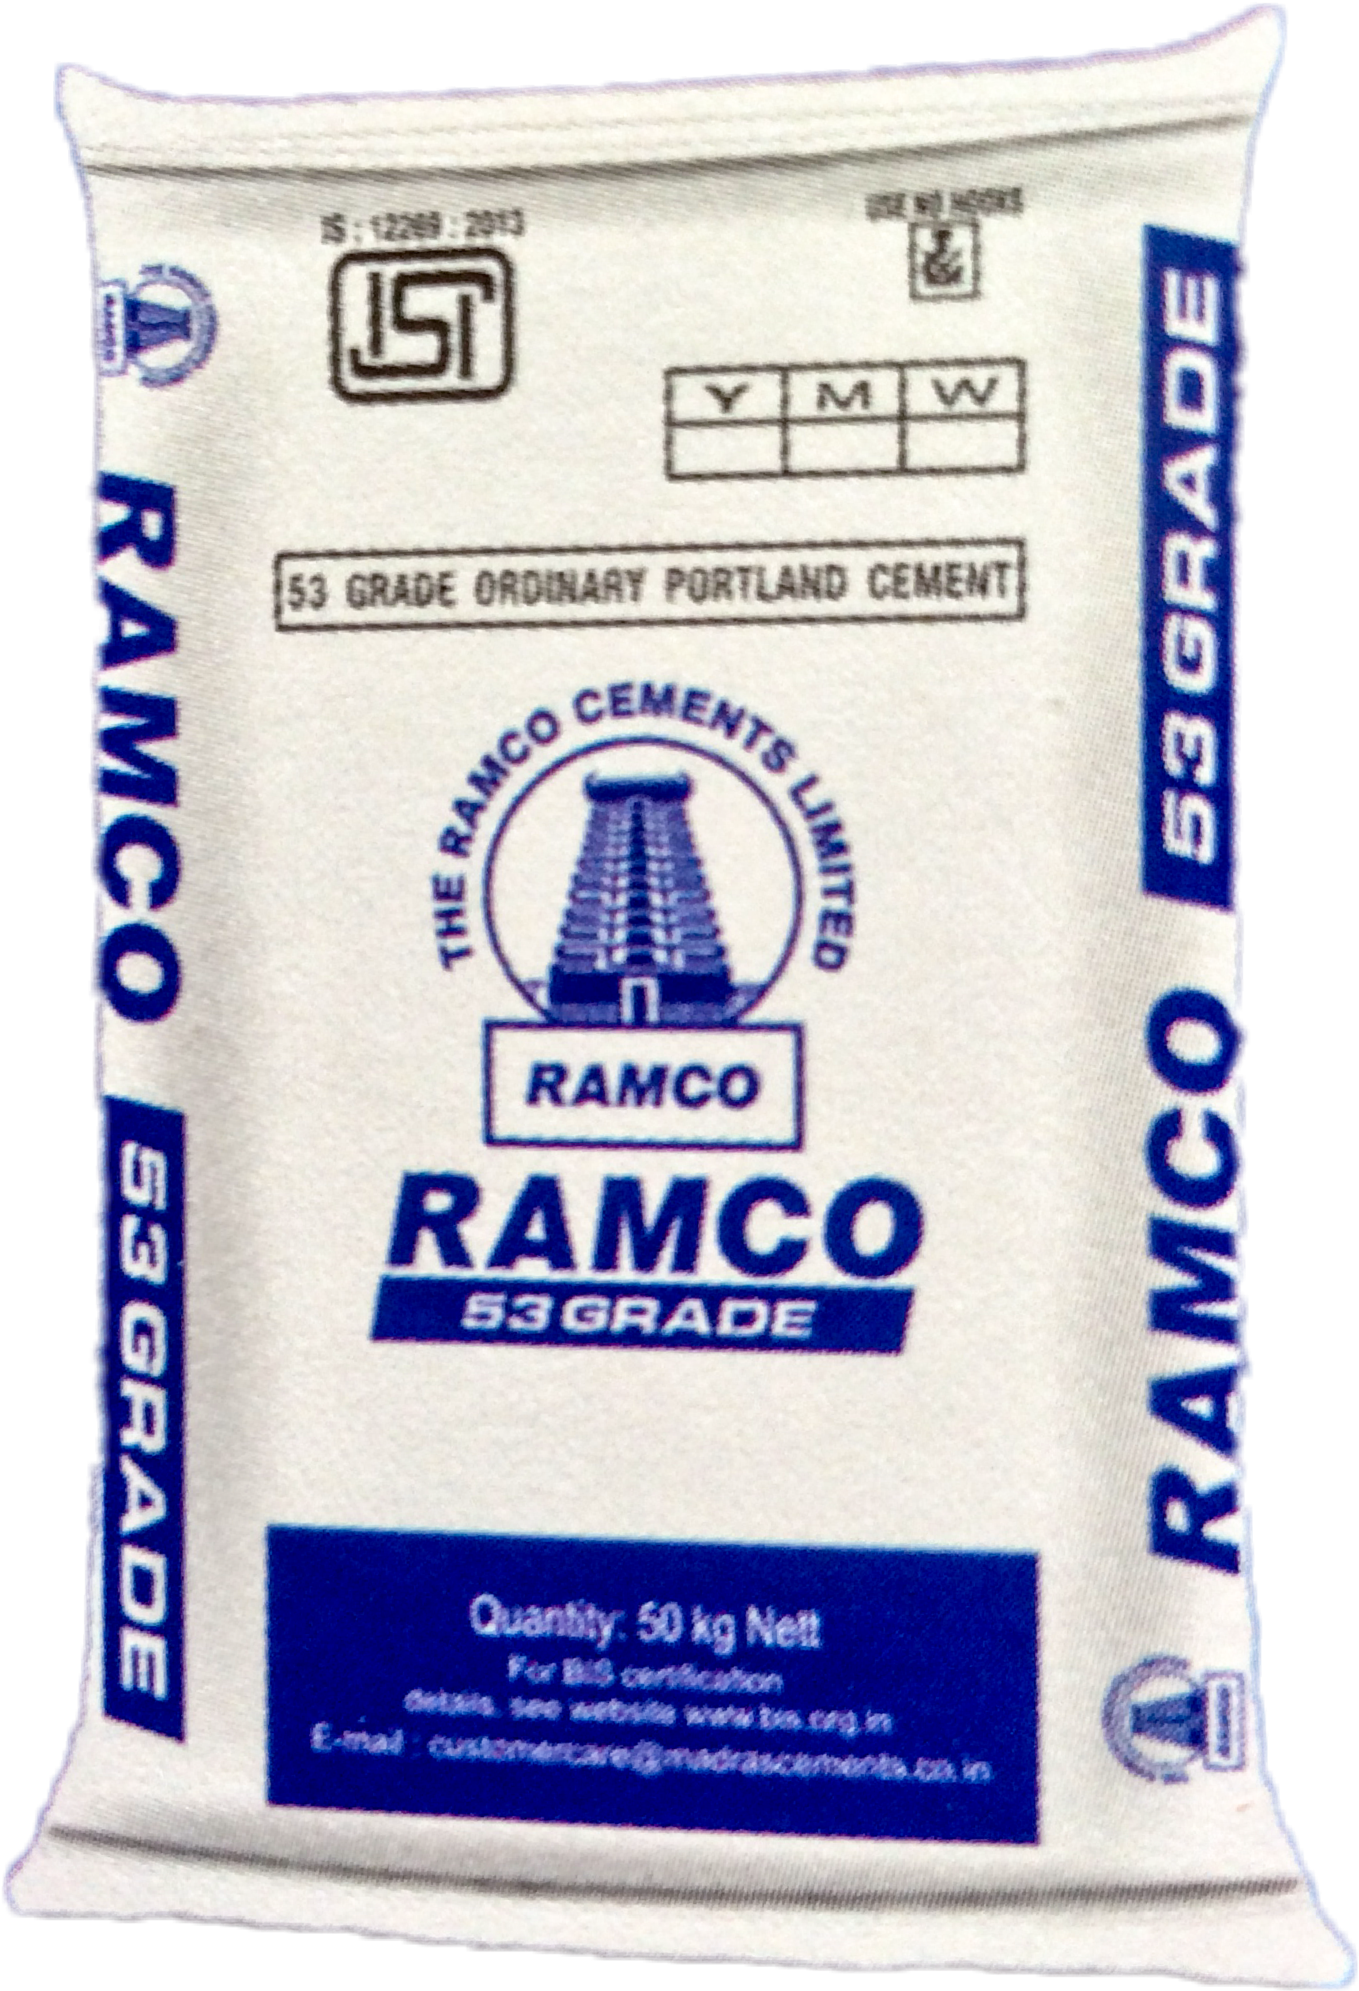 IS : 12269 : 2013
USE NO HOOKS
ISI
Y M W
53 GRADE ORDINARY PORTLAND CEMENT
THE RAMCO CEMENTS LIMITED
RAMCO
RAMCO
53 GRADE
Quantity: 50 kg Nett
For BIS certification
details, see website www.bis.org.in
E-mail : customercare@madrascements.co.in
RAMCO
RAMCO 53 GRADE
RAMCO 53 GRADE